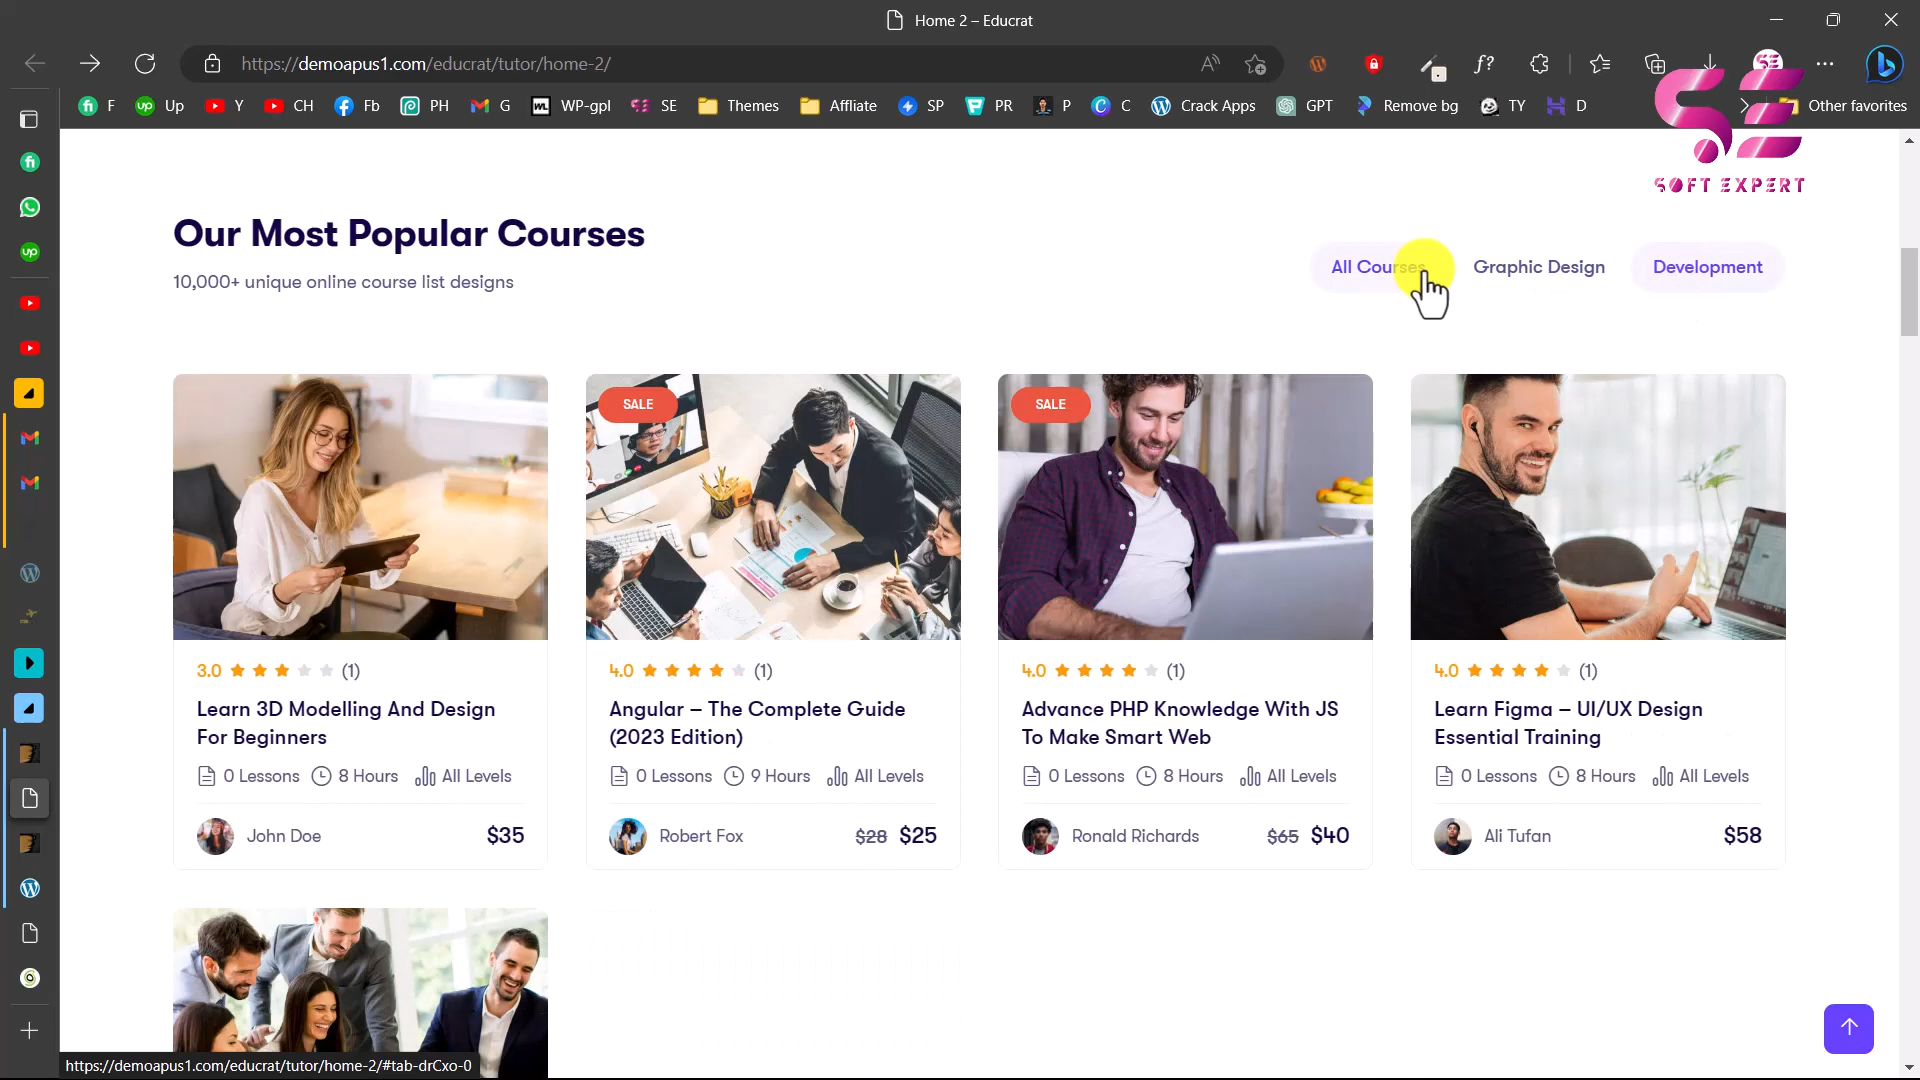 Home 2 – Educrat
https://demoapus1.com/educrat/tutor/home-2/
F
Up
Y
CH
Fb
PH
G
WP-gpl
SE
Themes
Affliate
SP
PR
P
C
Crack Apps
GPT
Remove bg
TY
D
Other favorites
SE
SOFT EXPERT
Our Most Popular Courses
10,000+ unique online course list designs
All Courses
Graphic Design
Development
SALE
SALE
3.0 (1)
Learn 3D Modelling And Design
For Beginners
0 Lessons 8 Hours All Levels
John Doe $35
4.0 (1)
Angular – The Complete Guide
(2023 Edition)
0 Lessons 9 Hours All Levels
Robert Fox $28 $25
4.0 (1)
Advance PHP Knowledge With JS
To Make Smart Web
0 Lessons 8 Hours All Levels
Ronald Richards $65 $40
4.0 (1)
Learn Figma – UI/UX Design
Essential Training
0 Lessons 8 Hours All Levels
Ali Tufan $58
https://demoapus1.com/educrat/tutor/home-2/#tab-drCxo-0